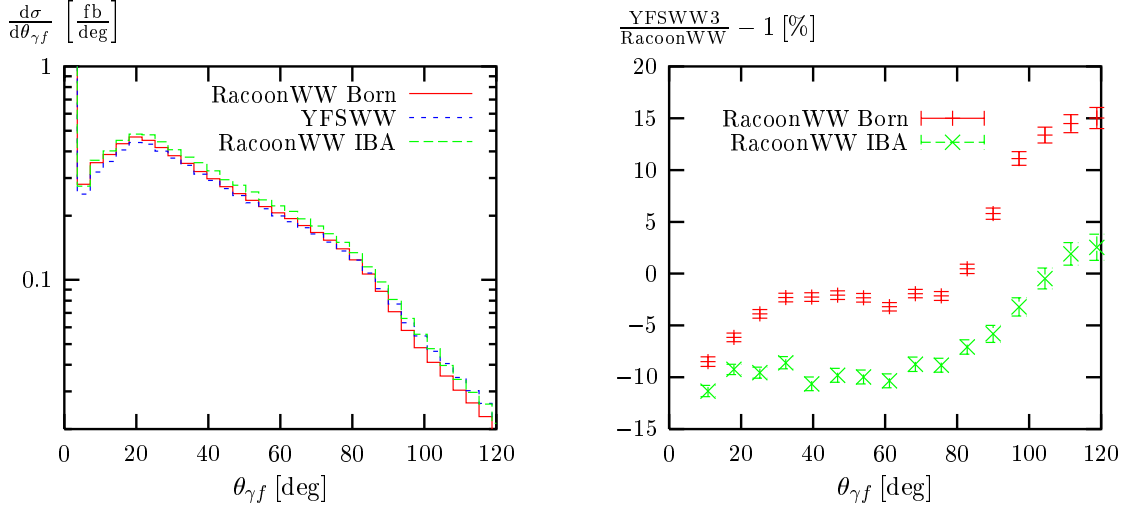 dσ/dθγf [fb/deg]
1
0.1
RacoonWW Born
YFSWW
RacoonWW IBA
0 20 40 60 80 100 120
θγf [deg]
YFSWW3/RacoonWW − 1 [%]
20
15
10
5
0
−5
−10
−15
RacoonWW Born
RacoonWW IBA
0 20 40 60 80 100 120
θγf [deg]